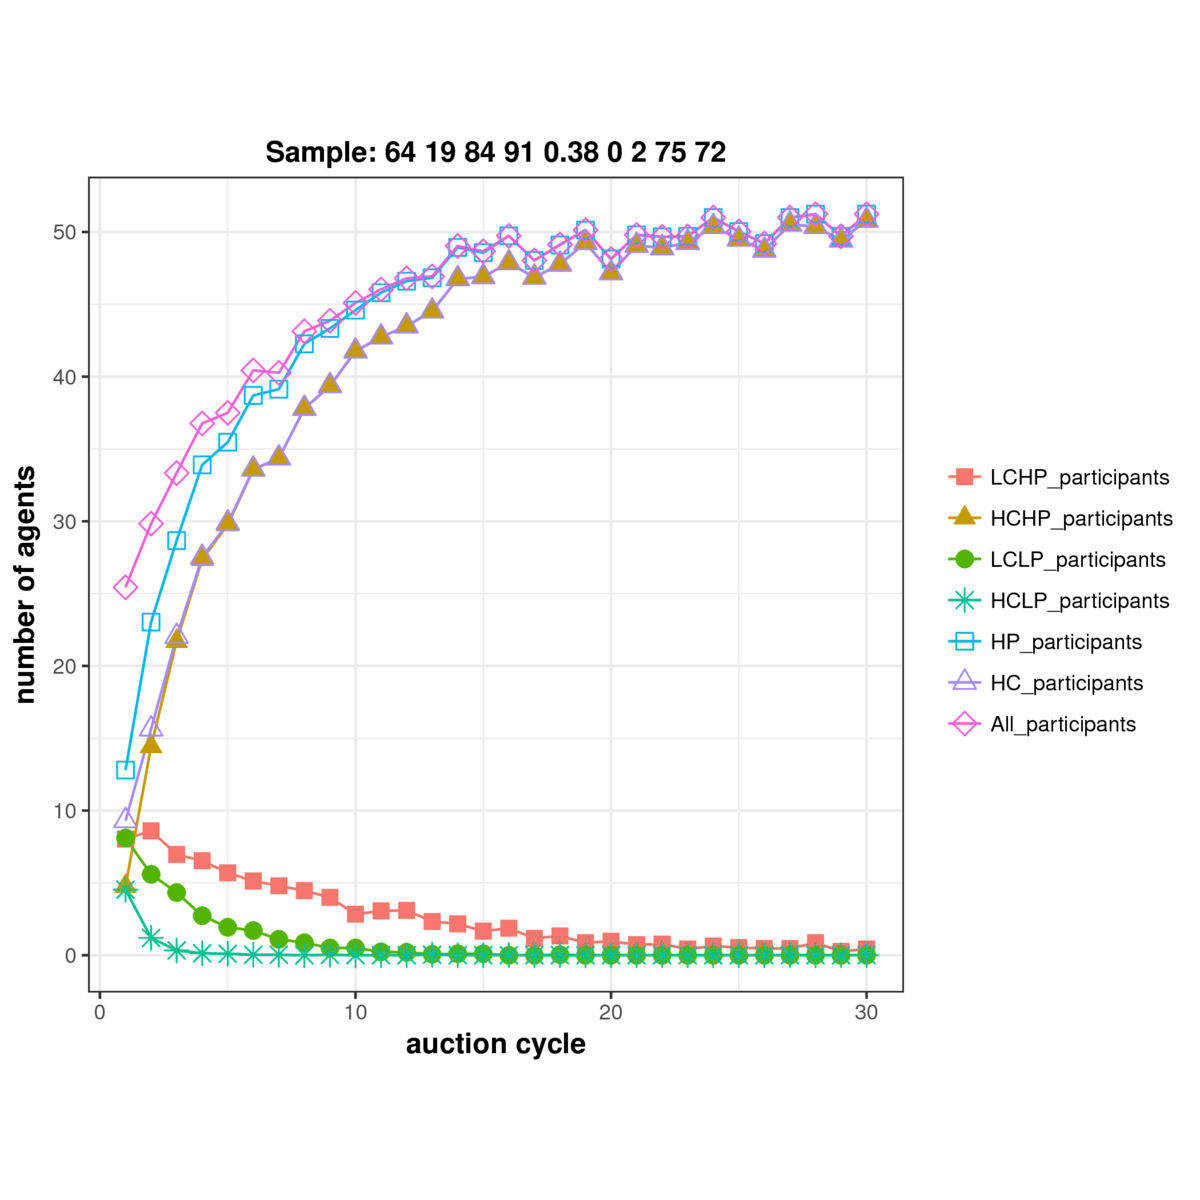 Sample: 64 19 84 91 0.38 0 2 75 72
number of agents
50
40
30
20
10
0
0 10 20 30
auction cycle
LCHP_participants
HCHP_participants
LCLP_participants
HCLP_participants
HP_participants
HC_participants
All_participants